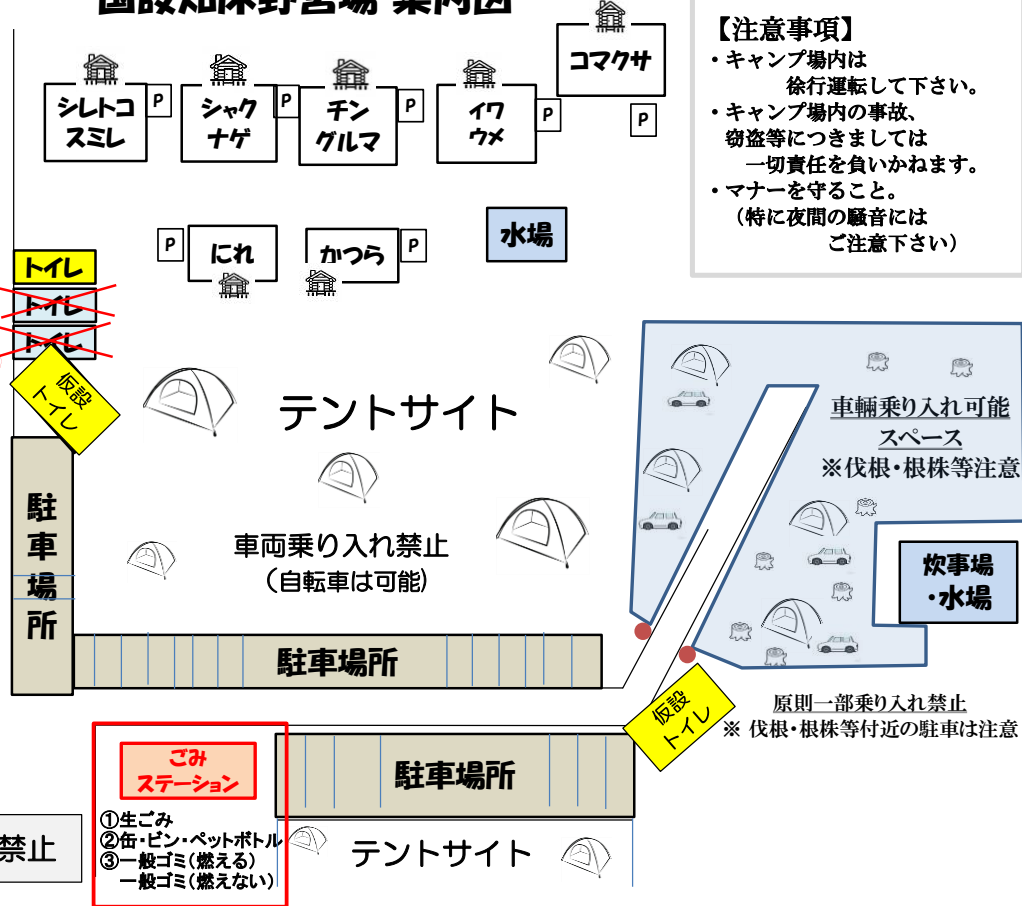 国設知床野営場 案内図
コマクサ
P
シレトコ
スミレ
P
シャク
ナゲ
P
チン
グルマ
P
イワ
ウメ
P
【注意事項】
・キャンプ場内は
徐行運転して下さい。
・キャンプ場内の事故、
窃盗等につきましては
一切責任を負いかねます。
・マナーを守ること。
（特に夜間の騒音には
ご注意下さい）
P
にれ
かつら
P
水場
トイレ
トイレ
トイレ
仮設
トイレ
テントサイト
車両乗り入れ禁止
（自転車は可能）
車輛乗り入れ可能
スペース
※伐根・根株等注意
炊事場
・水場
駐車場所
駐車場所
仮設
トイレ
原則一部乗り入れ禁止
※ 伐根・根株等付近の駐車は注意
ごみ
ステーション
①生ごみ
②缶・ビン・ペットボトル
③一般ゴミ（燃える）
一般ゴミ（燃えない）
駐車場所
テントサイト
禁止